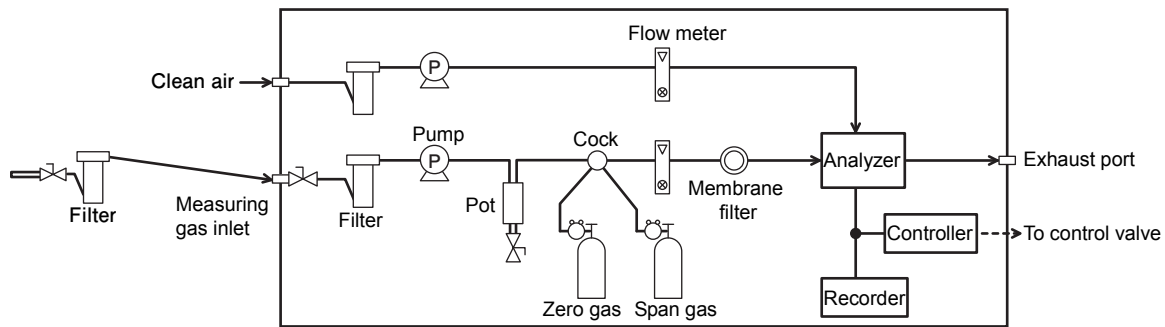 Flow meter
Clean air
P
Pump
Cock
P
Analyzer
Exhaust port
Filter
Measuring
gas inlet
Filter
Pot
Membrane
filter
Controller
To control valve
Zero gas
Span gas
Recorder